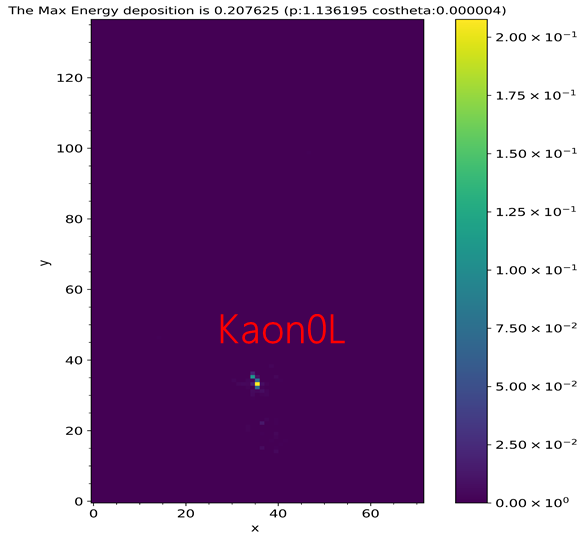 The Max Energy deposition is 0.207625 (p:1.136195 costheta:0.000004)
2.00 × 10⁻¹
1.75 × 10⁻¹
1.50 × 10⁻¹
1.25 × 10⁻¹
1.00 × 10⁻¹
7.50 × 10⁻²
5.00 × 10⁻²
2.50 × 10⁻²
0.00 × 10⁰
120
100
80
60
40
20
0
y
Kaon0L
0 20 40 60
x